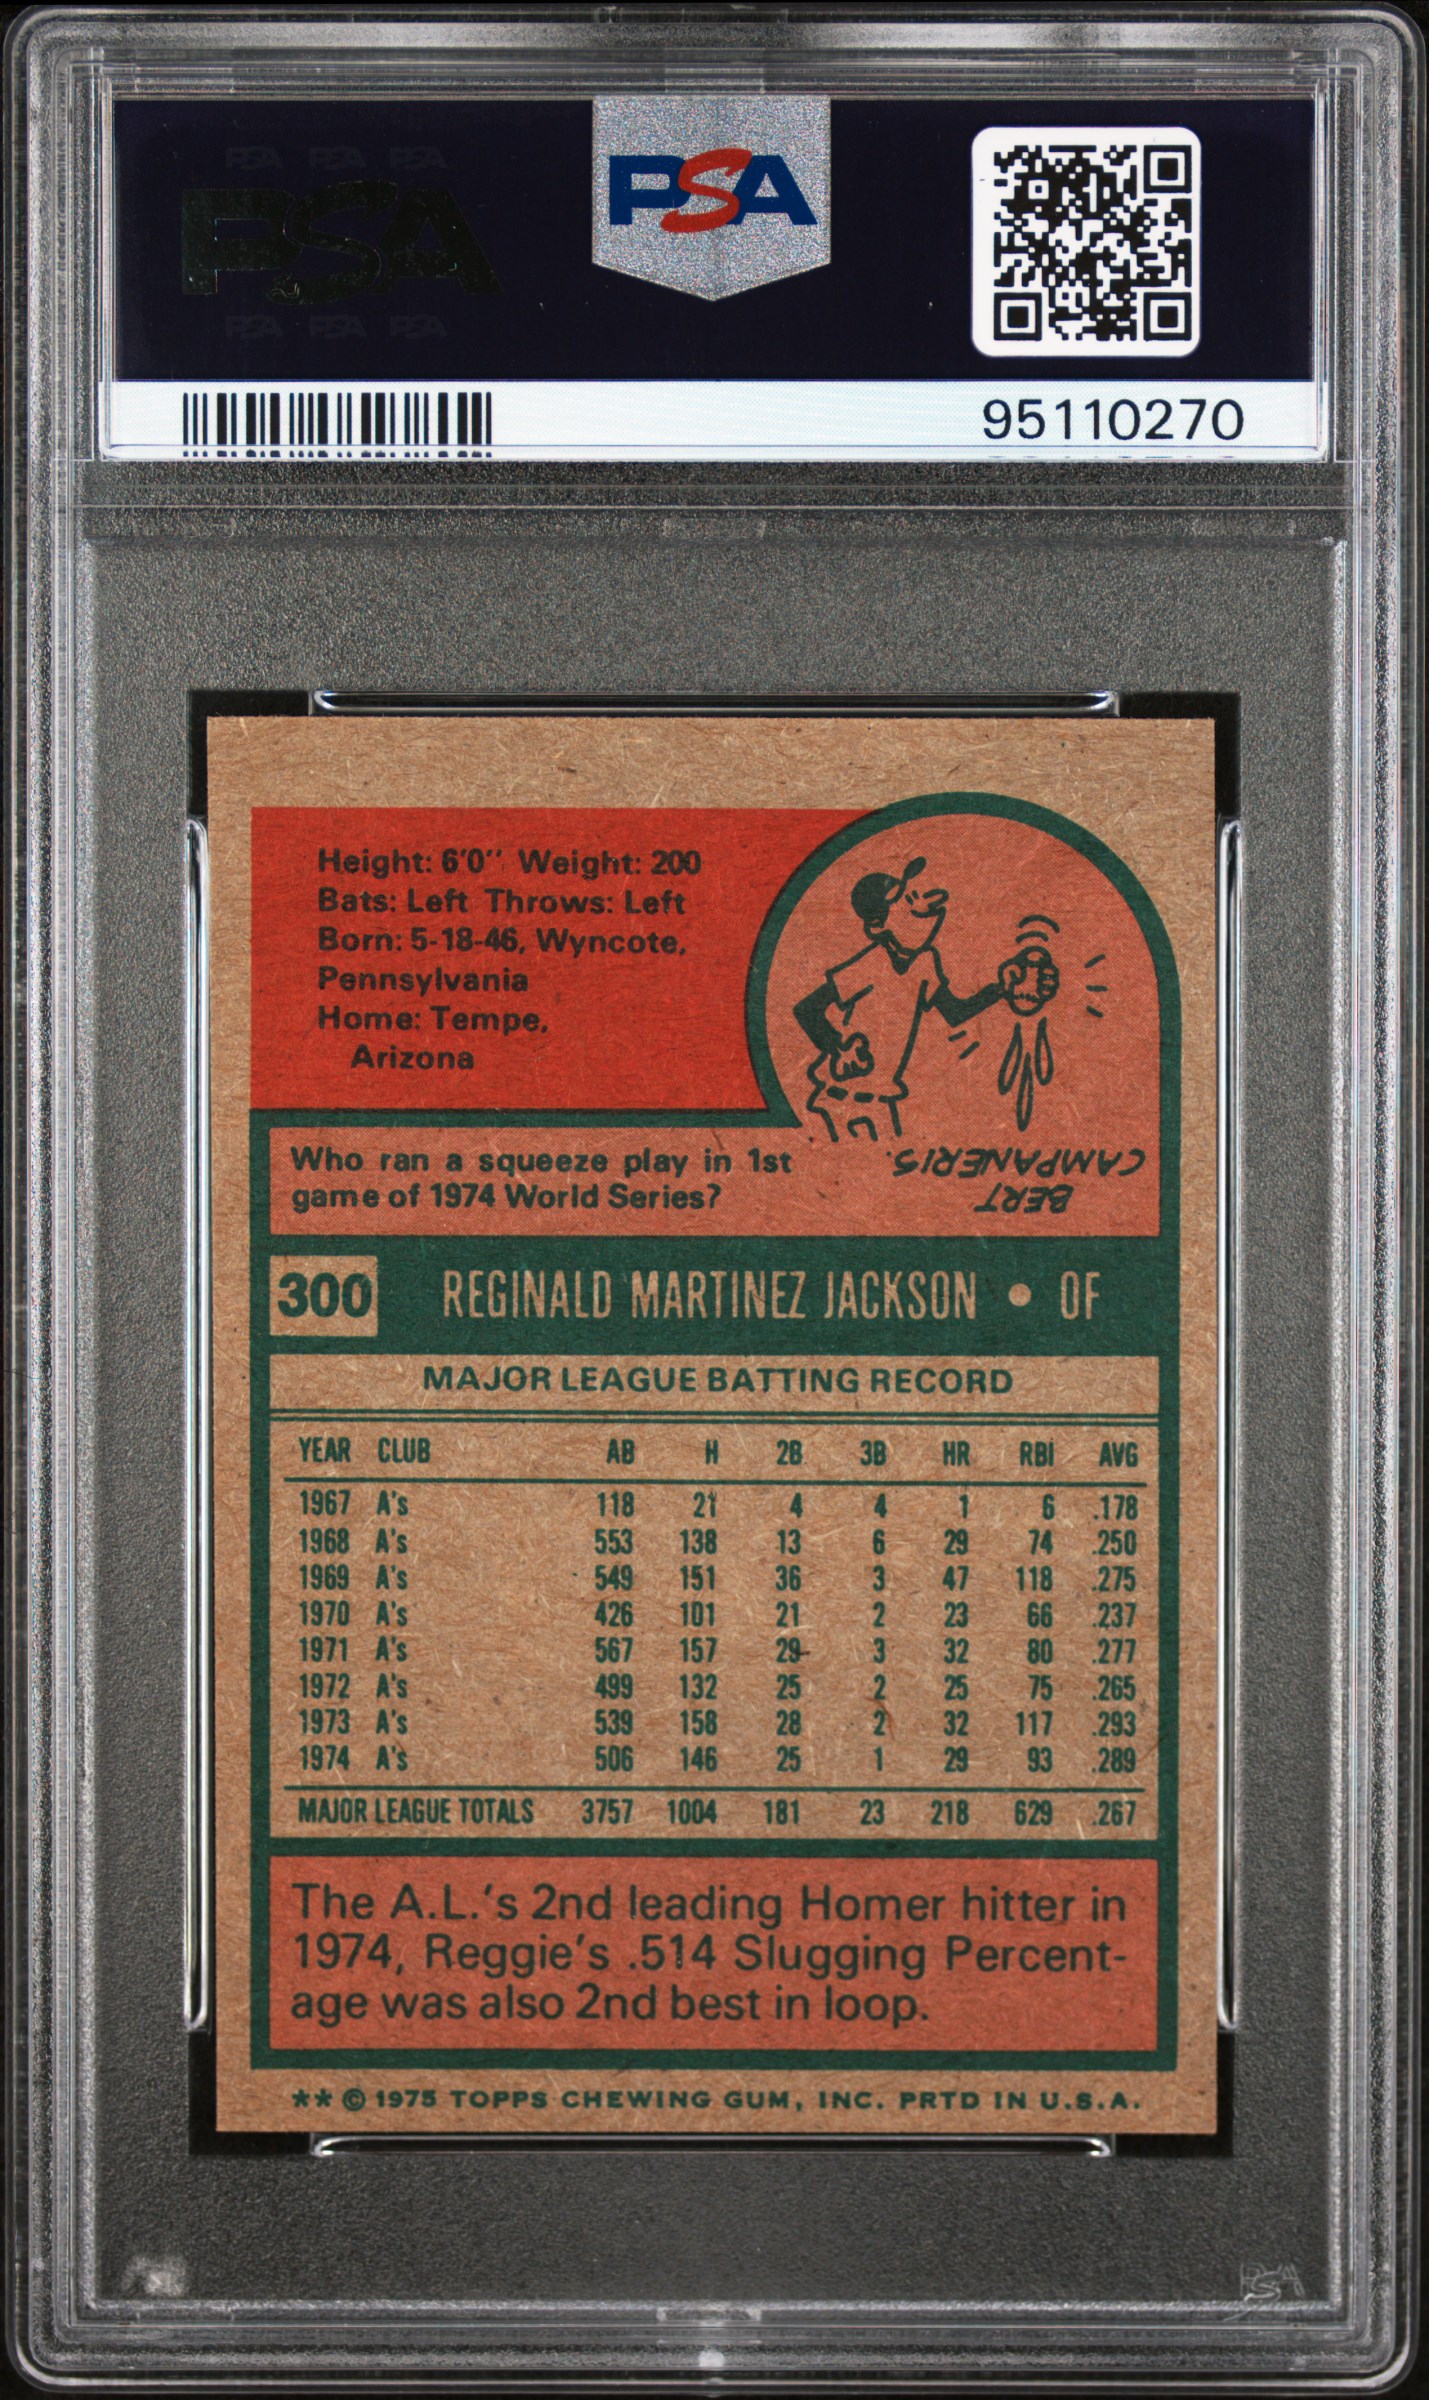 PSA PSA PSA
PSA
PSA PSA PSA
PSA
95110270
Height: 6'0" Weight: 200
Bats: Left Throws: Left
Born: 5-18-46, Wyncote,
Pennsylvania
Home: Tempe,
Arizona
Who ran a squeeze play in 1st
game of 1974 World Series?
BERT
CAMPANERIS.
300 REGINALD MARTINEZ JACKSON • OF
MAJOR LEAGUE BATTING RECORD
YEAR CLUB AB H 2B 3B HR RBI AVG
1967 A's 118 21 4 4 1 6 .178
1968 A's 553 138 13 6 29 74 .250
1969 A's 549 151 36 3 47 118 .275
1970 A's 426 101 21 2 23 66 .237
1971 A's 567 157 29 3 32 80 .277
1972 A's 499 132 25 2 25 75 .265
1973 A's 539 158 28 2 32 117 .293
1974 A's 506 146 25 1 29 93 .289
MAJOR LEAGUE TOTALS 3757 1004 181 23 218 629 .267
The A.L.'s 2nd leading Homer hitter in
1974, Reggie's .514 Slugging Percent-
age was also 2nd best in loop.
** © 1975 TOPPS CHEWING GUM, INC. PRTD IN U.S.A.
PSA